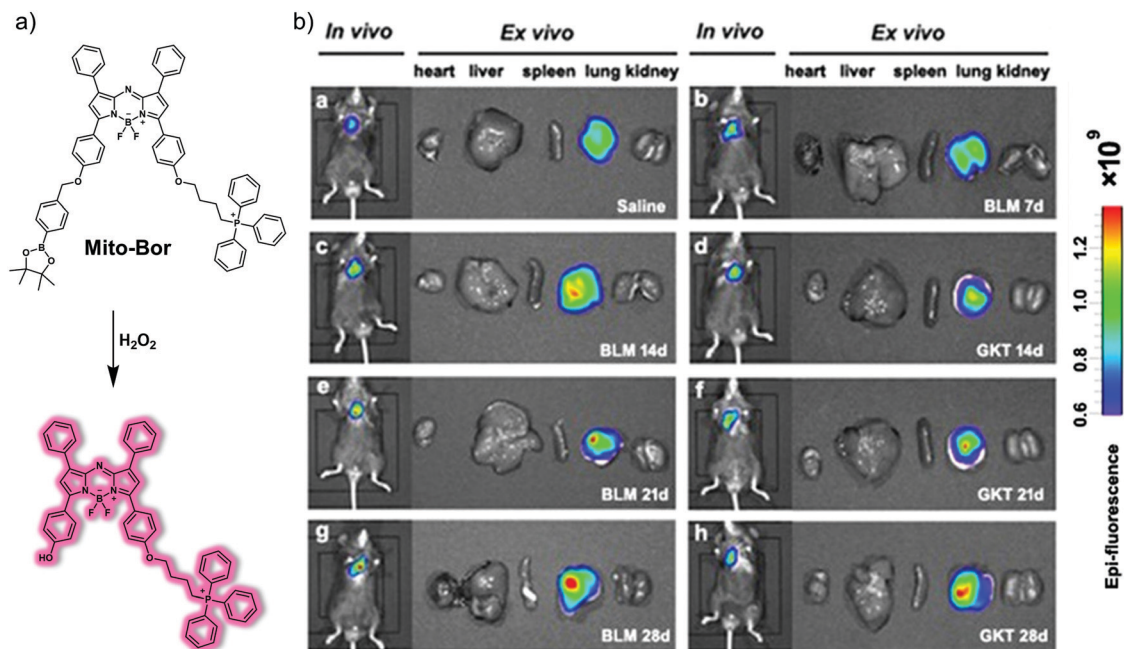 a)
N
N
B
N
−
+
F
F
O
O
P
+
B
O
O
Mito-Bor
H₂O₂
N
N
B
N
−
+
F
F
HO
O
P
+
b)
In vivo
Ex vivo
In vivo
Ex vivo
heart liver spleen lung kidney
heart liver spleen lung kidney
a
Saline
b
BLM 7d
c
BLM 14d
d
GKT 14d
e
BLM 21d
f
GKT 21d
g
BLM 28d
h
GKT 28d
×10⁹
1.2
1.0
0.8
0.6
Epi-fluorescence